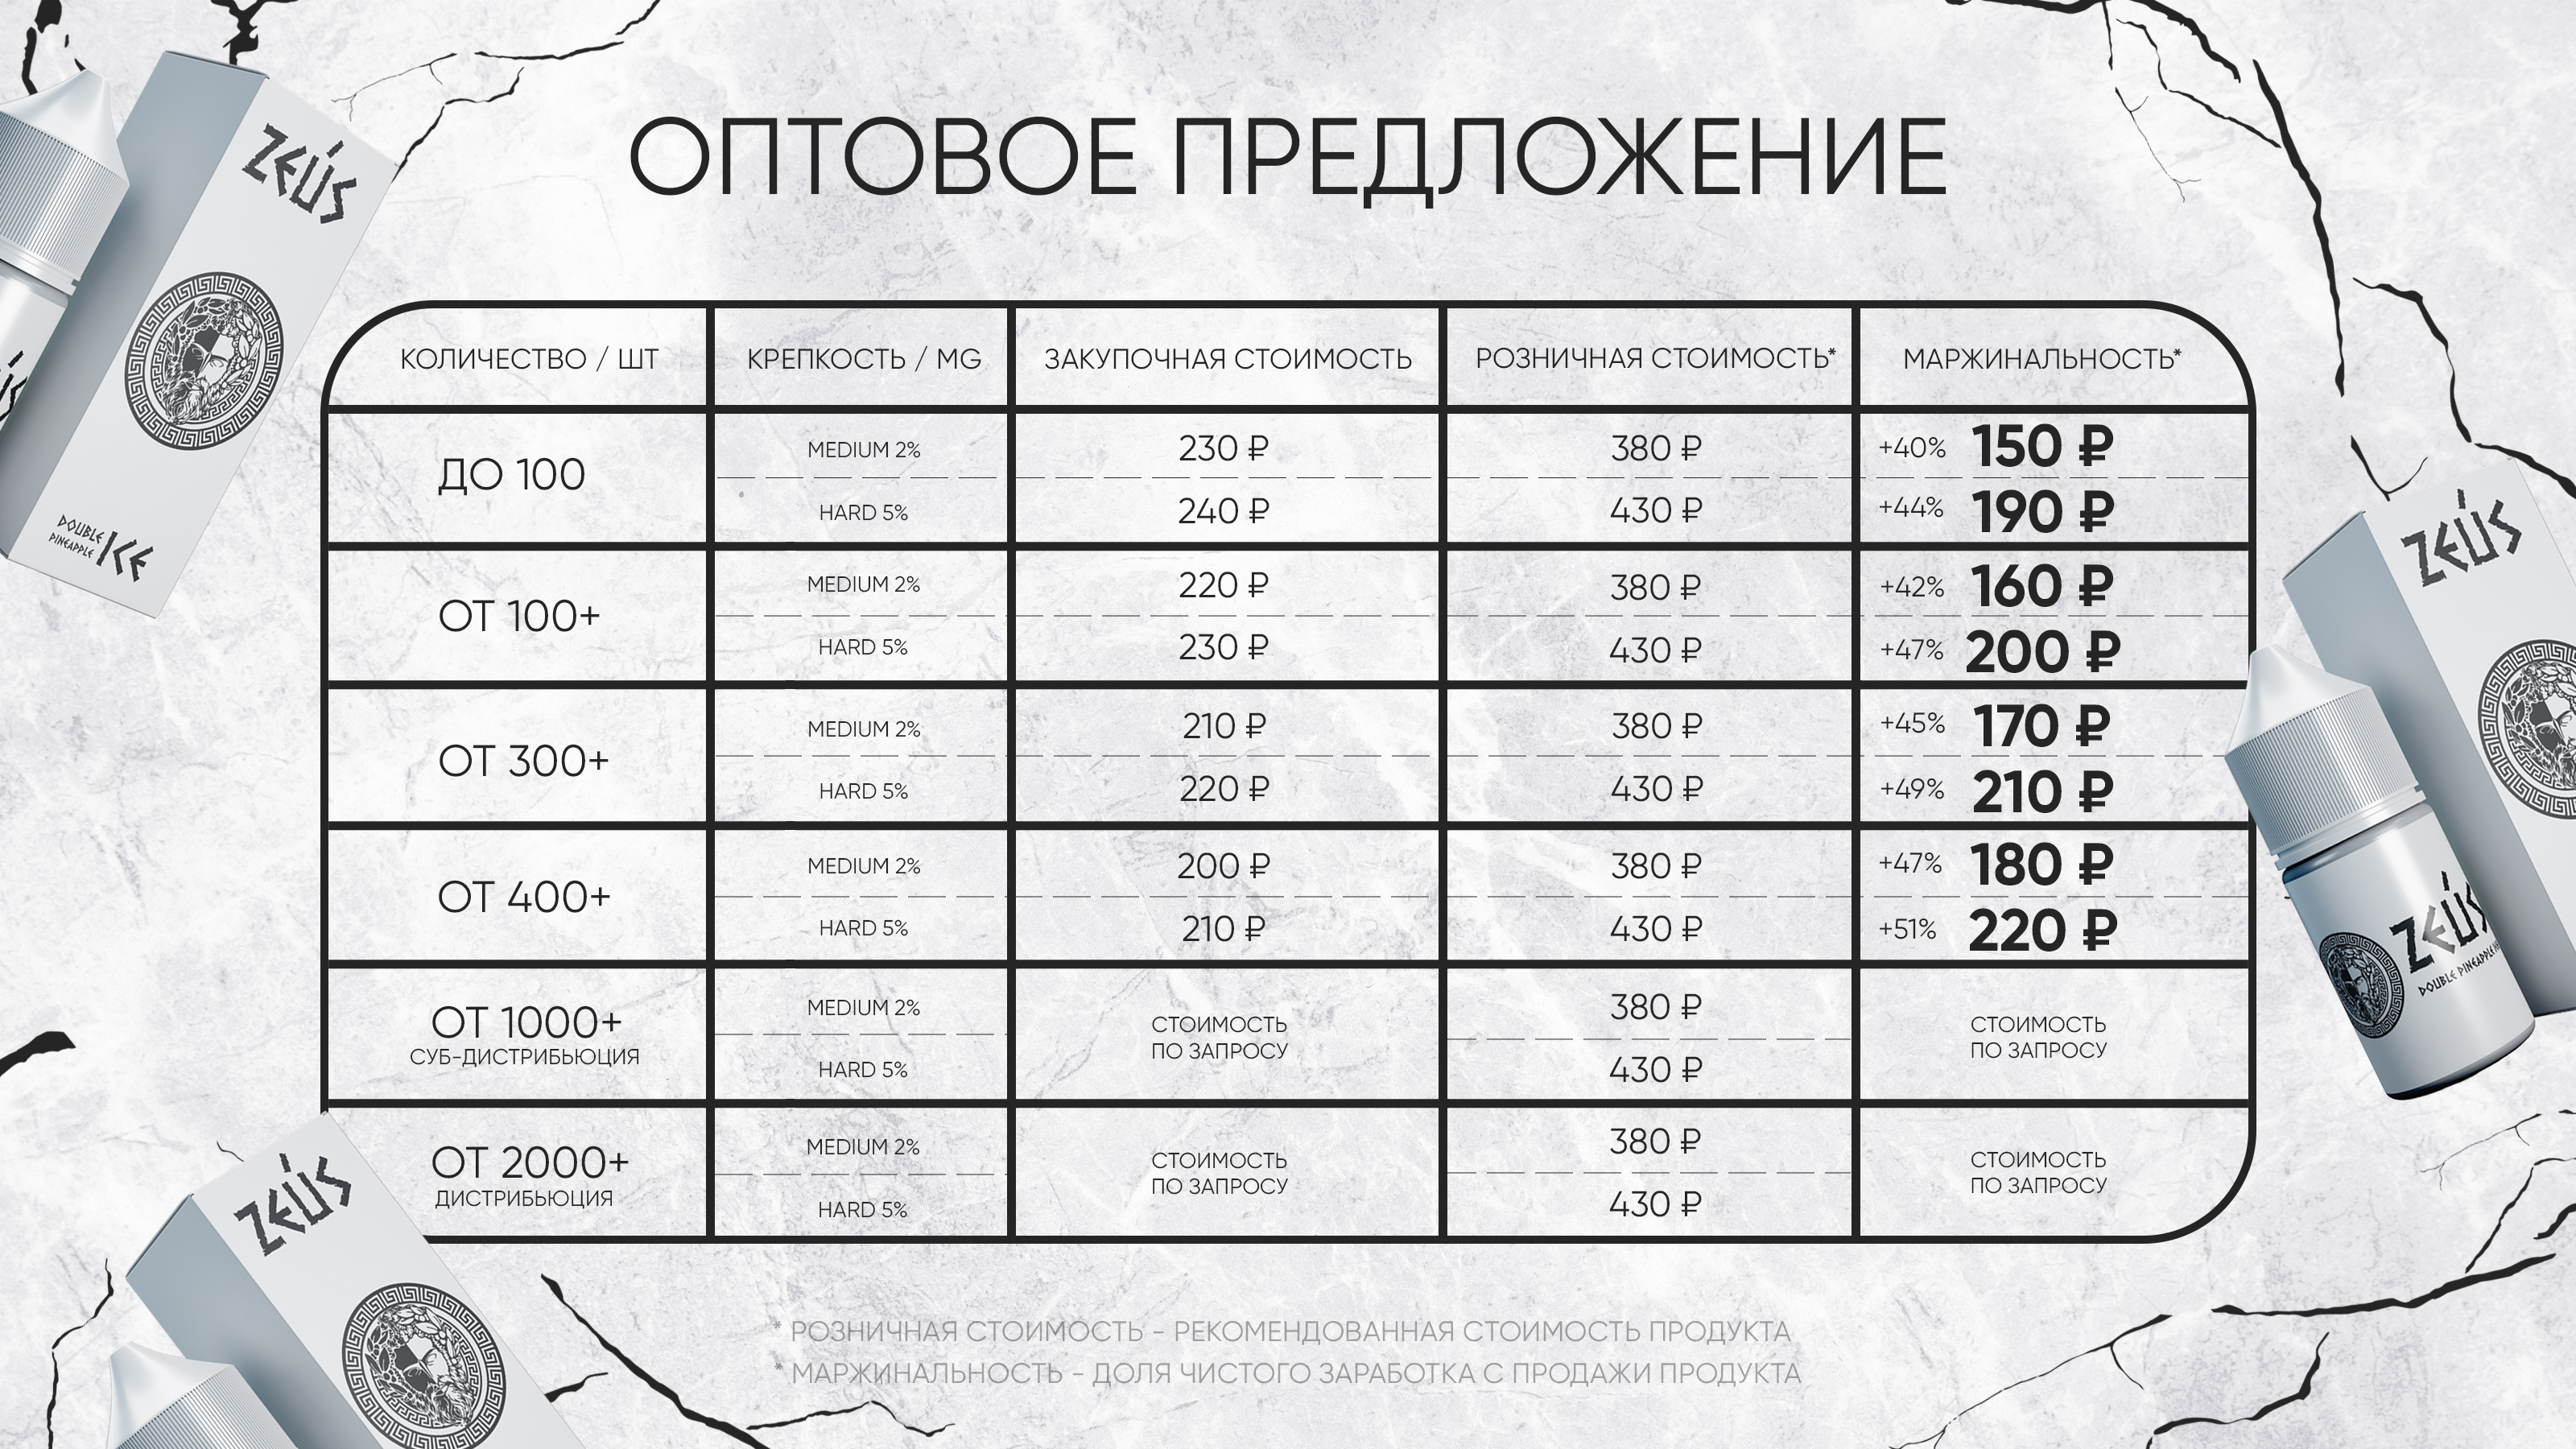 ОПТОВОЕ ПРЕДЛОЖЕНИЕ
ZEÚS
DOUBLE
PINEAPPLE ICE
КОЛИЧЕСТВО / ШТ КРЕПКОСТЬ / MG ЗАКУПОЧНАЯ СТОИМОСТЬ РОЗНИЧНАЯ СТОИМОСТЬ* МАРЖИНАЛЬНОСТЬ*
ДО 100
MEDIUM 2% 230 ₽ 380 ₽ +40% 150 ₽
HARD 5% 240 ₽ 430 ₽ +44% 190 ₽
ОТ 100+
MEDIUM 2% 220 ₽ 380 ₽ +42% 160 ₽
HARD 5% 230 ₽ 430 ₽ +47% 200 ₽
ОТ 300+
MEDIUM 2% 210 ₽ 380 ₽ +45% 170 ₽
HARD 5% 220 ₽ 430 ₽ +49% 210 ₽
ОТ 400+
MEDIUM 2% 200 ₽ 380 ₽ +47% 180 ₽
HARD 5% 210 ₽ 430 ₽ +51% 220 ₽
ОТ 1000+
СУБ-ДИСТРИБЬЮЦИЯ
MEDIUM 2% 380 ₽
HARD 5% 430 ₽
СТОИМОСТЬ
ПО ЗАПРОСУ
СТОИМОСТЬ
ПО ЗАПРОСУ
ОТ 2000+
ДИСТРИБЬЮЦИЯ
MEDIUM 2% 380 ₽
HARD 5% 430 ₽
СТОИМОСТЬ
ПО ЗАПРОСУ
СТОИМОСТЬ
ПО ЗАПРОСУ
ZEÚS
ZEÚS
DOUBLE PINEAPPLE
ZEÚS
* РОЗНИЧНАЯ СТОИМОСТЬ - РЕКОМЕНДОВАННАЯ СТОИМОСТЬ ПРОДУКТА
* МАРЖИНАЛЬНОСТЬ - ДОЛЯ ЧИСТОГО ЗАРАБОТКА С ПРОДАЖИ ПРОДУКТА